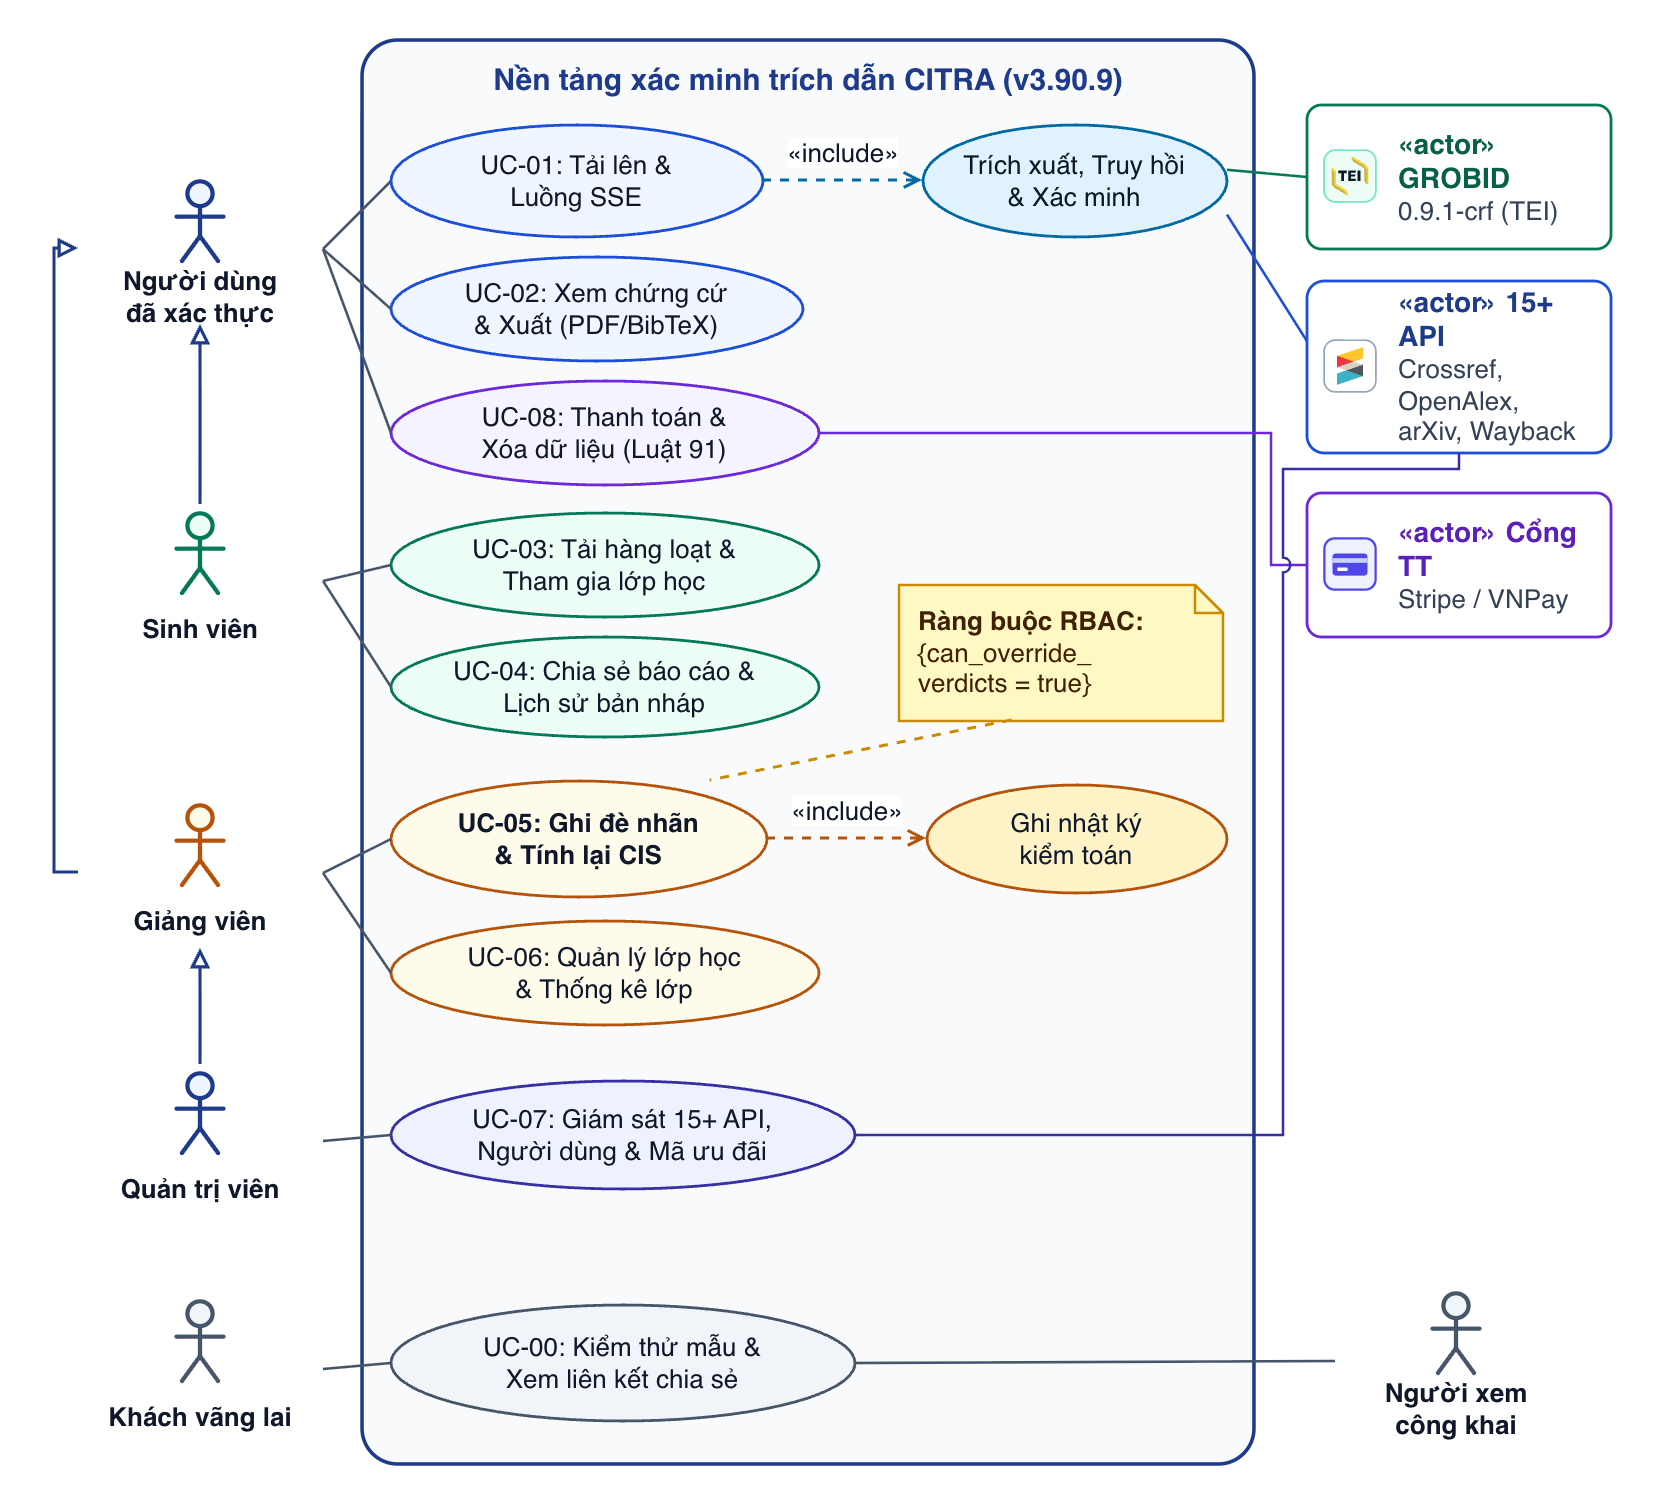 Nền tảng xác minh trích dẫn CITRA (v3.90.9)
UC-01: Tải lên &
Luồng SSE
«include»
Trích xuất, Truy hồi
& Xác minh
«actor»
GROBID
0.9.1-crf (TEI)
TEI
Người dùng
đã xác thực
UC-02: Xem chứng cứ
& Xuất (PDF/BibTeX)
«actor» 15+
API
Crossref,
OpenAlex,
arXiv, Wayback
UC-08: Thanh toán &
Xóa dữ liệu (Luật 91)
Sinh viên
UC-03: Tải hàng loạt &
Tham gia lớp học
«actor» Cổng
TT
Stripe / VNPay
UC-04: Chia sẻ báo cáo &
Lịch sử bản nháp
Ràng buộc RBAC:
{can_override_
verdicts = true}
Giảng viên
UC-05: Ghi đè nhãn
& Tính lại CIS
«include»
Ghi nhật ký
kiểm toán
UC-06: Quản lý lớp học
& Thống kê lớp
Quản trị viên
UC-07: Giám sát 15+ API,
Người dùng & Mã ưu đãi
Khách vãng lai
UC-00: Kiểm thử mẫu &
Xem liên kết chia sẻ
Người xem
công khai